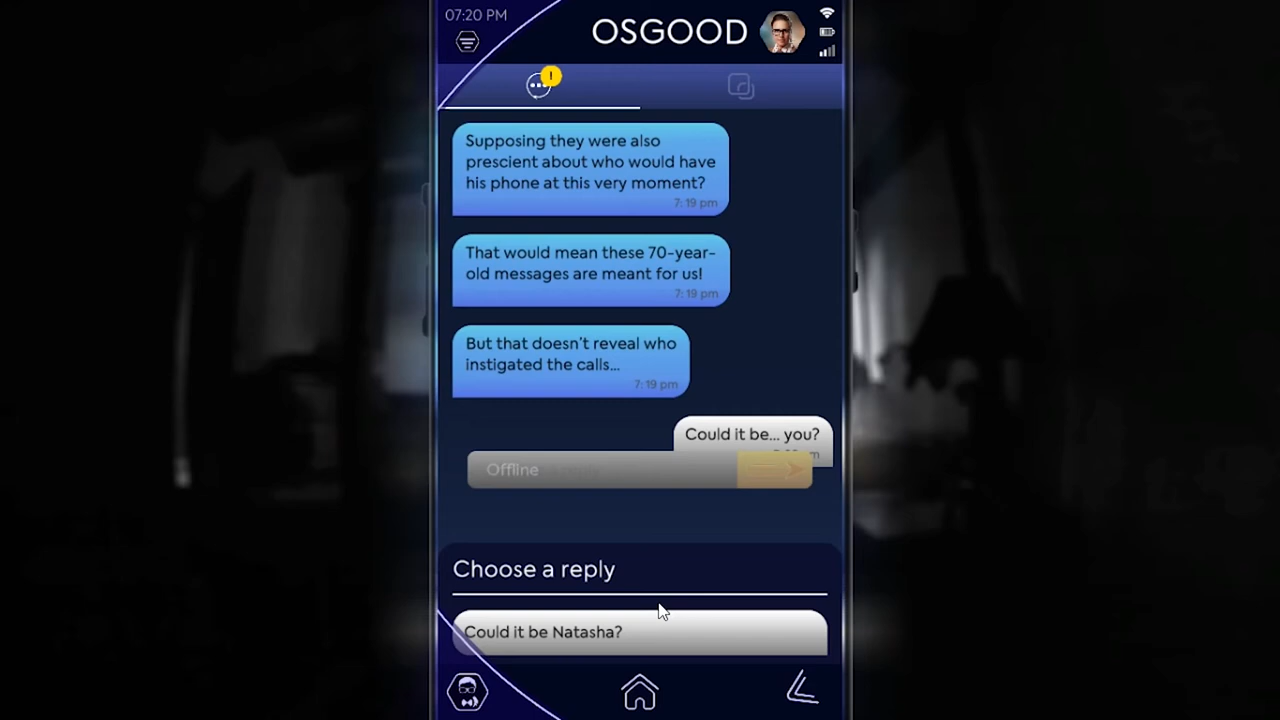 07:20 PM
OSGOOD
!
Supposing they were also
prescient about who would have
his phone at this very moment?
7:19 pm
That would mean these 70-year-
old messages are meant for us!
7:19 pm
But that doesn't reveal who
instigated the calls...
7:19 pm
Could it be... you?
Offline
Choose a reply
Could it be Natasha?